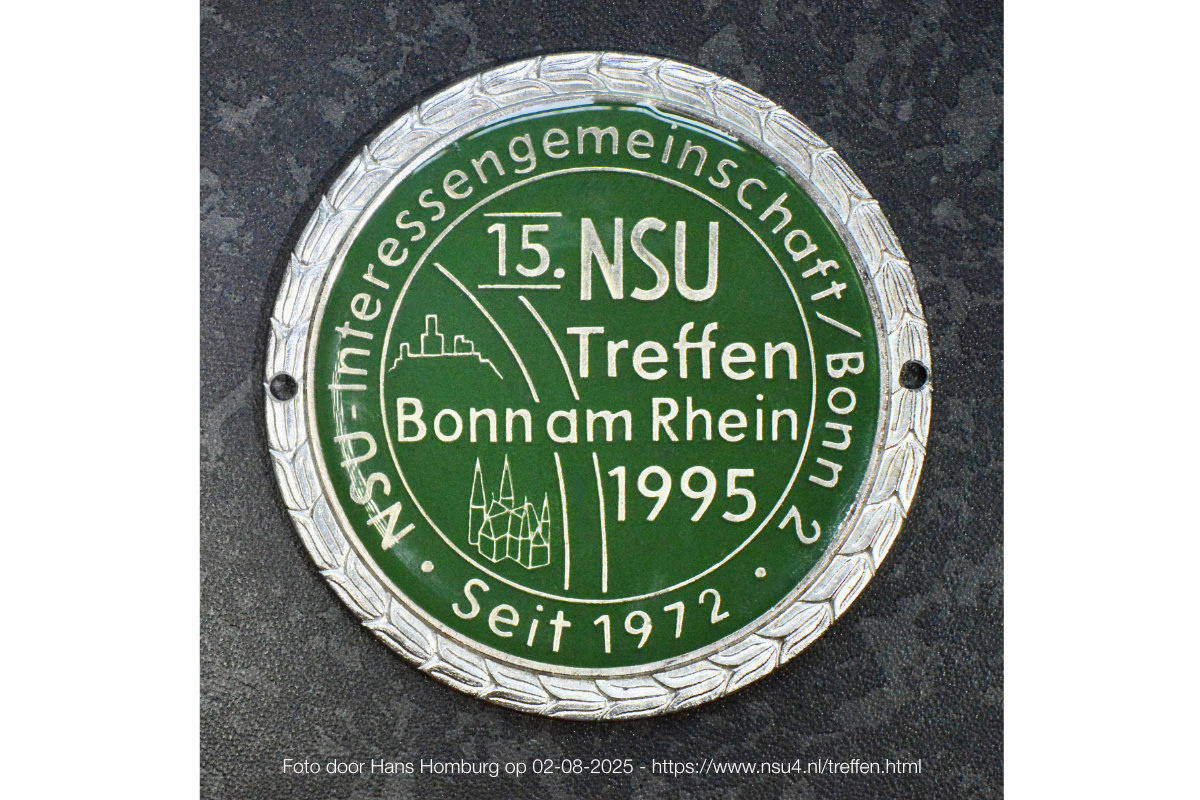 NSU-Interessengemeinschaft/Bonn 2
15. NSU
Treffen
Bonn am Rhein
1995
· Seit 1972 ·
Foto door Hans Homburg op 02-08-2025 - https://www.nsu4.nl/treffen.html